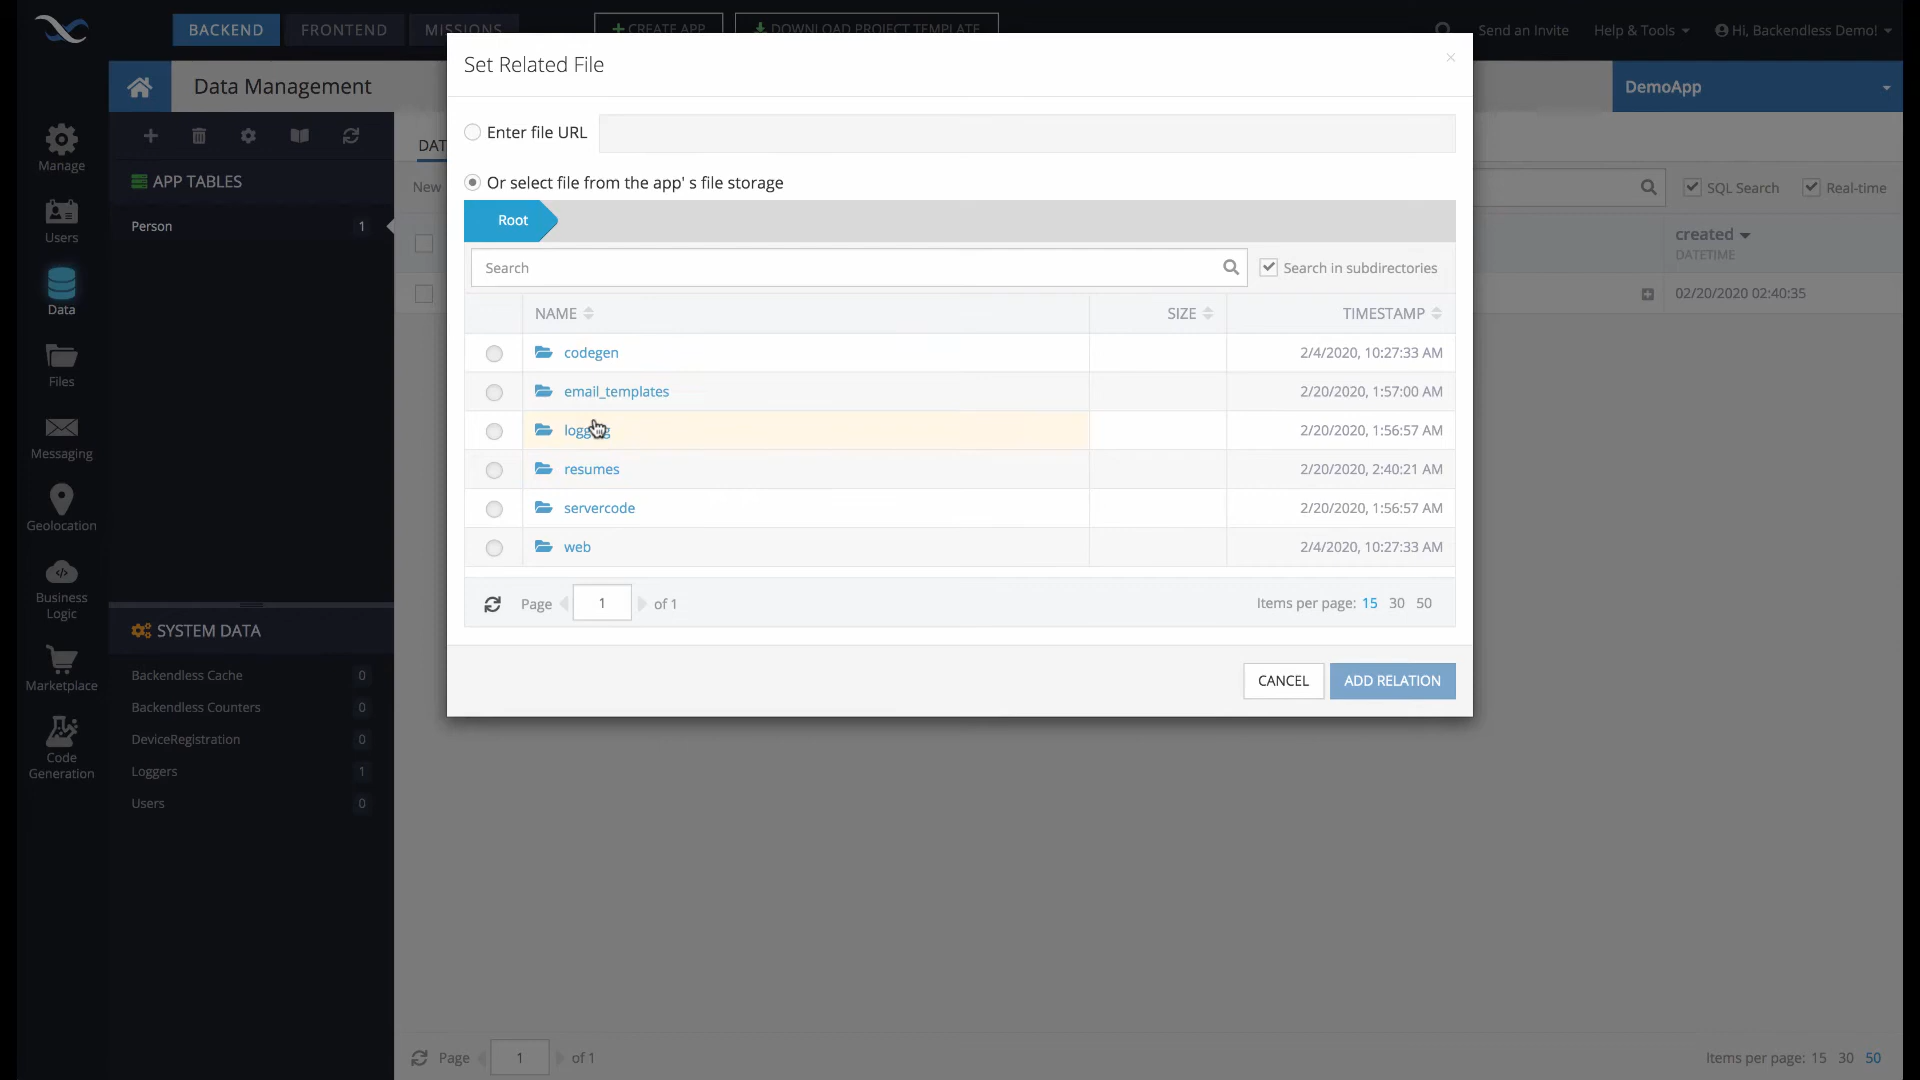 BACKEND FRONTEND MISSIONS + CREATE APP DOWNLOAD PROJECT TEMPLATE Send an Invite Help & Tools Hi, Backendless Demo!
Data Management
DemoApp
Manage
Users
Data
Files
Messaging
Geolocation
Business
Logic
Marketplace
Code
Generation
APP TABLES
Person 1
SYSTEM DATA
Backendless Cache 0
Backendless Counters 0
DeviceRegistration 0
Loggers 1
Users 0
New
SQL Search Real-time
created
DATETIME
02/20/2020 02:40:35
Set Related File ×
Enter file URL
Or select file from the app' s file storage
Root
Search Search in subdirectories
NAME SIZE TIMESTAMP
codegen 2/4/2020, 10:27:33 AM
email_templates 2/20/2020, 1:57:00 AM
2/20/2020, 1:56:57 AM
resumes 2/20/2020, 2:40:21 AM
servercode 2/20/2020, 1:56:57 AM
web 2/4/2020, 10:27:33 AM
Page 1 of 1 Items per page: 15 30 50
CANCEL ADD RELATION
Page 1 of 1 Items per page: 15 30 50